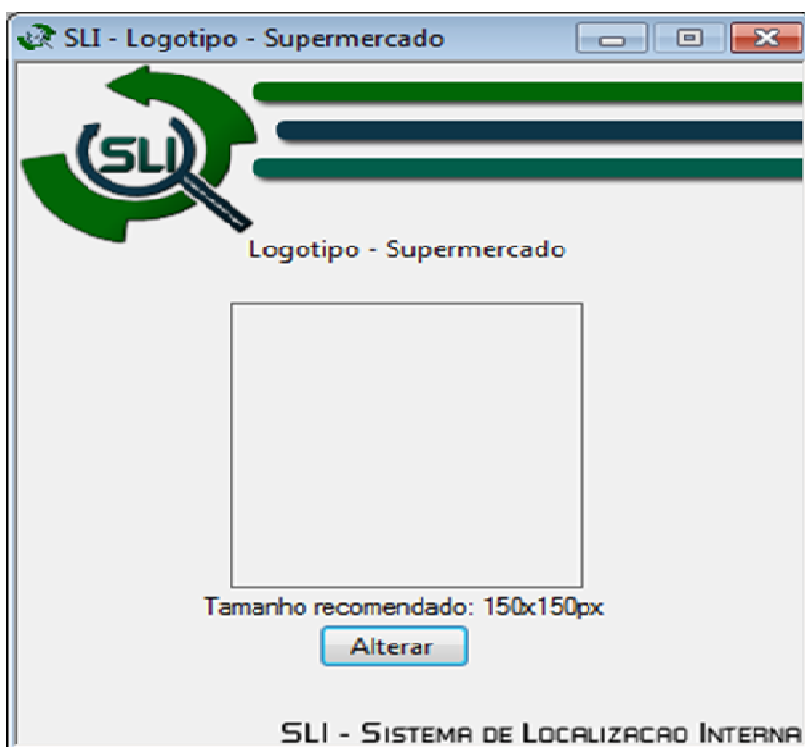 SLI - Logotipo - Supermercado
SLI
Logotipo - Supermercado
Tamanho recomendado: 150x150px
Alterar
SLI - SISTEMA DE LOCALIZACAO INTERNA